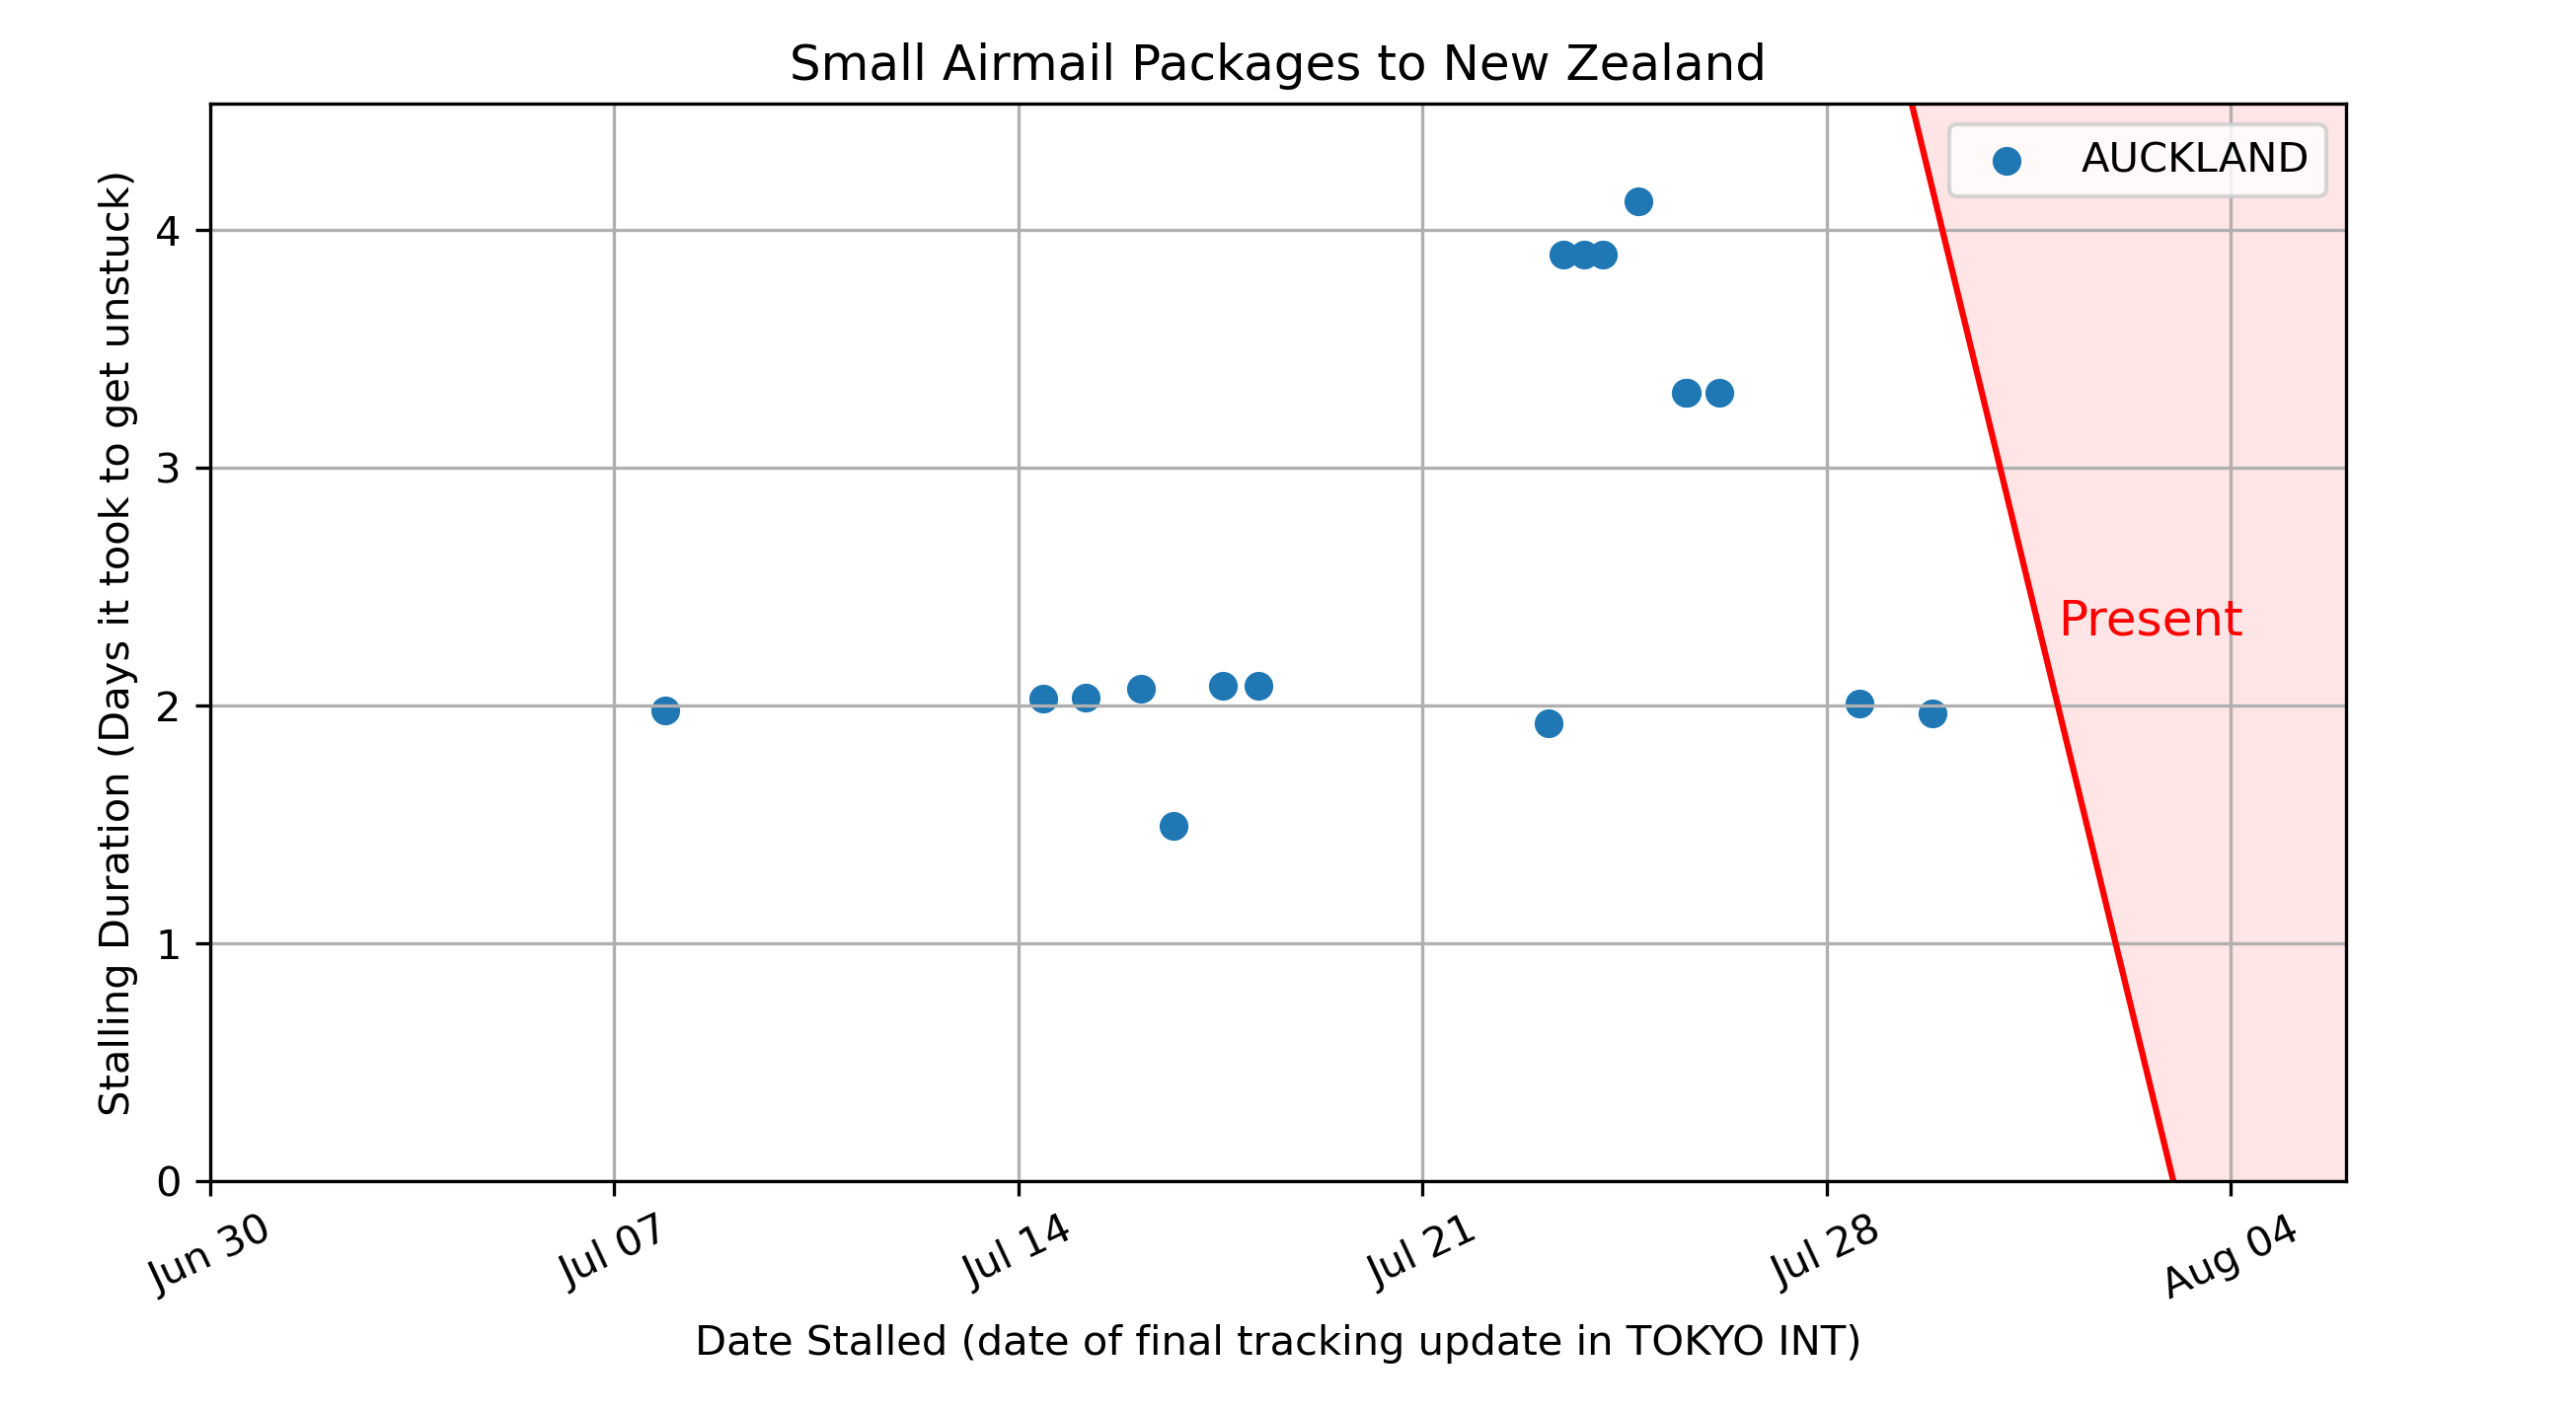 Small Airmail Packages to New Zealand
AUCKLAND
Stalling Duration (Days it took to get unstuck)
4
3
2
1
0
Present
Jun 30
Jul 07
Jul 14
Jul 21
Jul 28
Aug 04
Date Stalled (date of final tracking update in TOKYO INT)